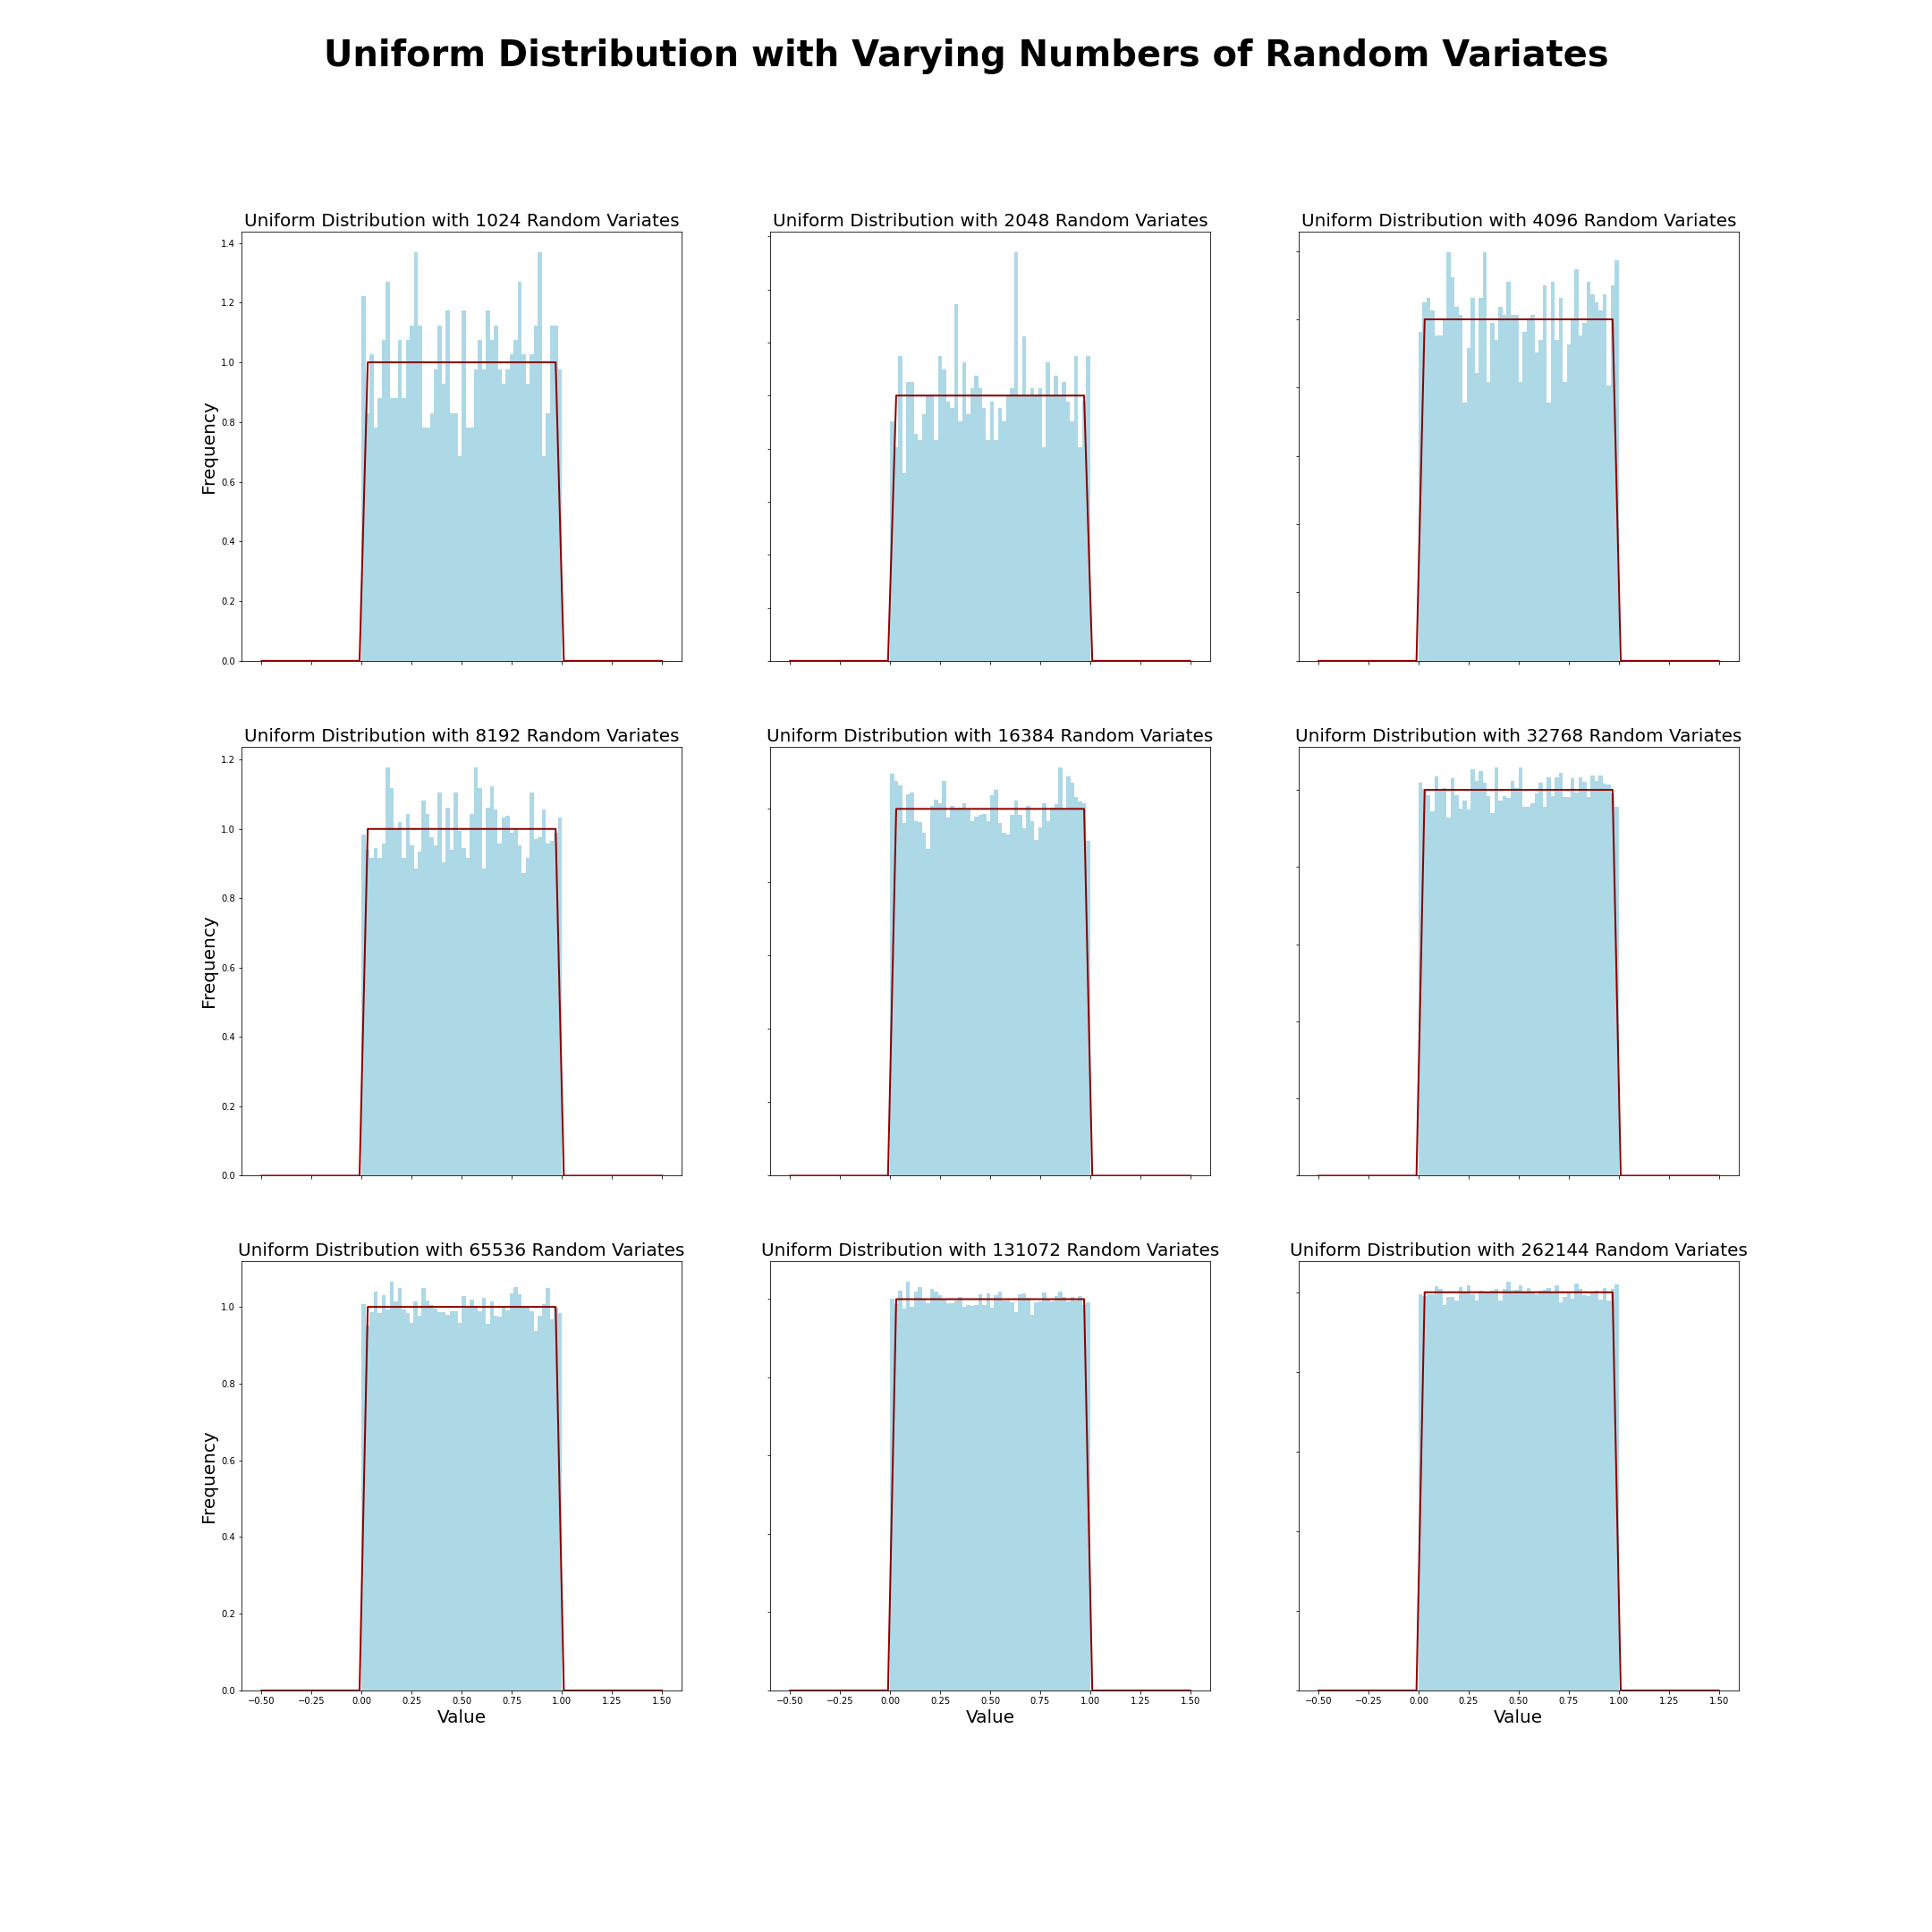 Uniform Distribution with Varying Numbers of Random Variates
Uniform Distribution with 1024 Random Variates
Uniform Distribution with 2048 Random Variates
Uniform Distribution with 4096 Random Variates
Frequency
1.4
1.2
1.0
0.8
0.6
0.4
0.2
0.0
Uniform Distribution with 8192 Random Variates
Uniform Distribution with 16384 Random Variates
Uniform Distribution with 32768 Random Variates
Frequency
1.2
1.0
0.8
0.6
0.4
0.2
0.0
Uniform Distribution with 65536 Random Variates
Uniform Distribution with 131072 Random Variates
Uniform Distribution with 262144 Random Variates
Frequency
1.0
0.8
0.6
0.4
0.2
0.0
−0.50 −0.25 0.00 0.25 0.50 0.75 1.00 1.25 1.50
−0.50 −0.25 0.00 0.25 0.50 0.75 1.00 1.25 1.50
−0.50 −0.25 0.00 0.25 0.50 0.75 1.00 1.25 1.50
Value
Value
Value